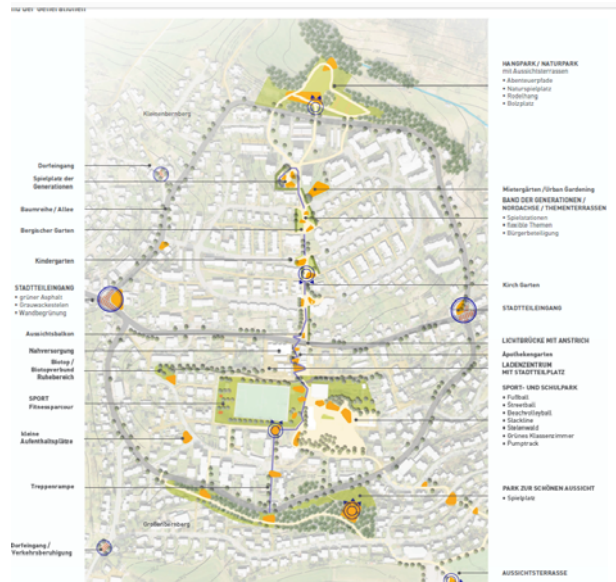 HANGPARK / NATURPARK
mit Aussichtsterrassen
• Abenteuerpfade
• Naturspielplatz
• Rodelhang
• Bolzplatz
Kleinenbernberg
Dorfeingang
Spielplatz der
Generationen
Baumreihe / Allee
Bergischer Garten
Kindergarten
STADTTEILEINGANG
• grüner Asphalt
• Grauwackestelen
• Wandbegrünung
Aussichtsbalkon
Nahversorgung
Biotop /
Biotopverbund
Ruhebereich
SPORT
Fitnessparcour
kleine
Aufenthaltsplätze
Treppenrampe
Großenbernberg
Dorfeingang /
Verkehrsberuhigung
Mietergärten /Urban Gardening
BAND DER GENERATIONEN /
NORDACHSE / THEMENTERRASSEN
• Spielstationen
• flexible Themen
• Bürgerbeteiligung
Kirch Garten
STADTTEILEINGANG
LICHTBRÜCKE MIT ANSTRICH
Apothekengarten
LADENZENTRUM
MIT STADTTEILPLATZ
SPORT- UND SCHULPARK
• Fußball
• Streetball
• Beachvolleyball
• Slackline
• Stelenwald
• Grünes Klassenzimmer
• Pumptrack
PARK ZUR SCHÖNEN AUSSICHT
• Spielplatz
AUSSICHTSTERRASSE